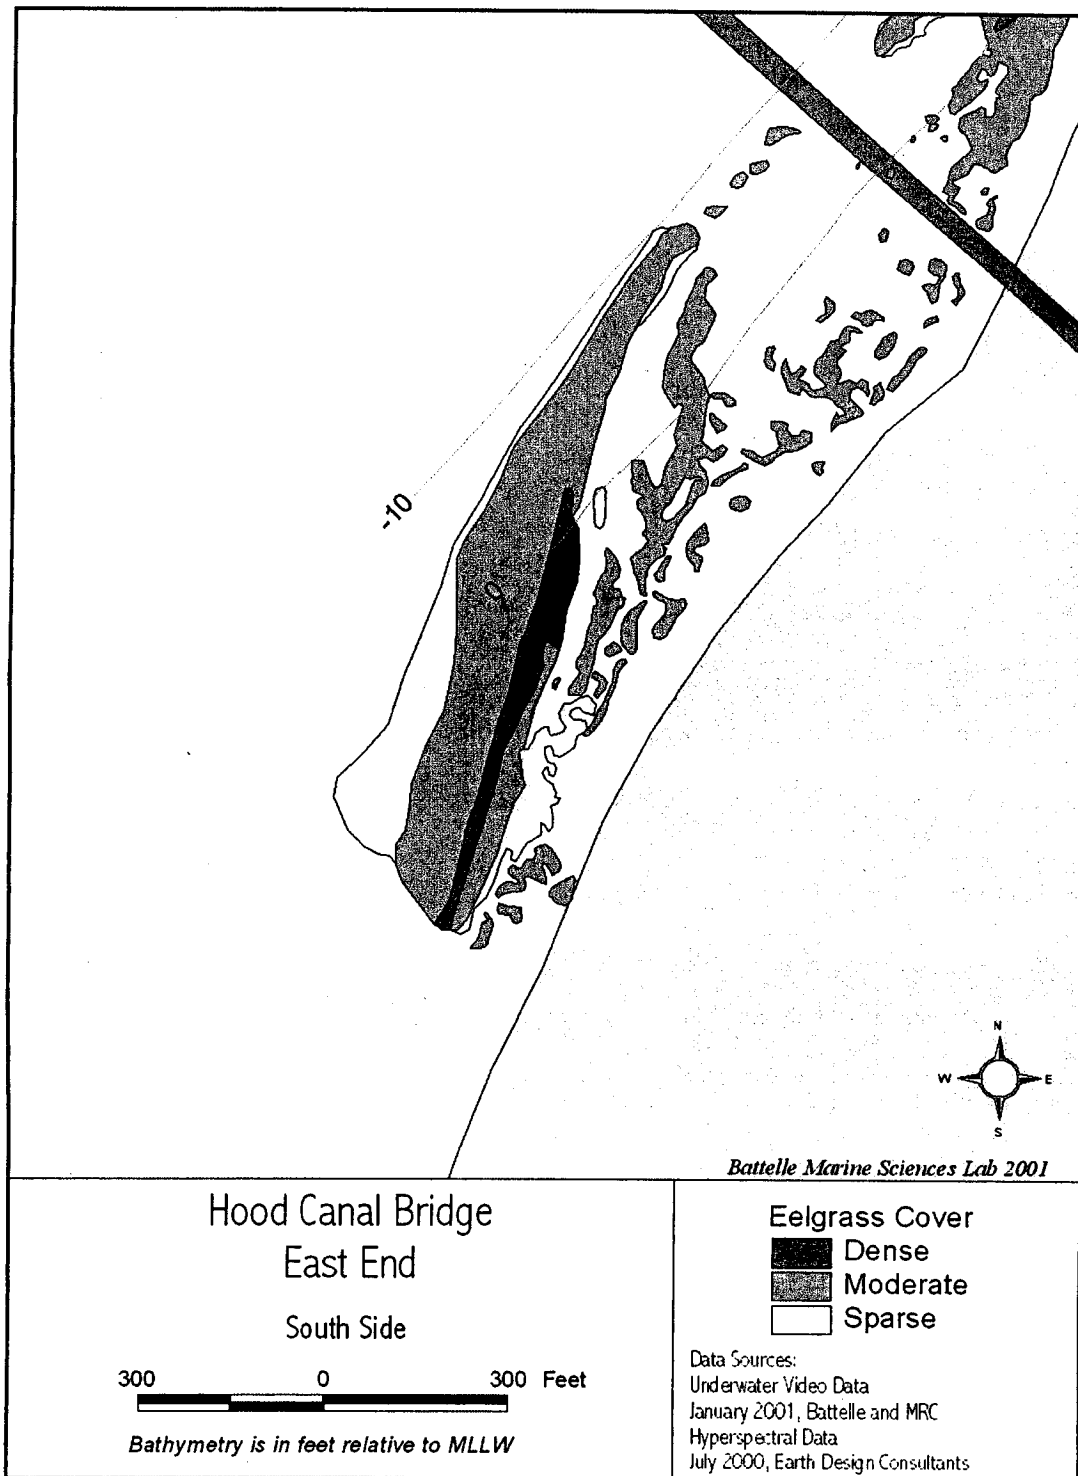 -10
0
N
W
E
S
Battelle Marine Sciences Lab 2001
Hood Canal Bridge
East End
South Side
300 0 300 Feet
Bathymetry is in feet relative to MLLW
Eelgrass Cover
Dense
Moderate
Sparse
Data Sources:
Underwater Video Data
January 2001, Battelle and MRC
Hyperspectral Data
July 2000, Earth Design Consultants